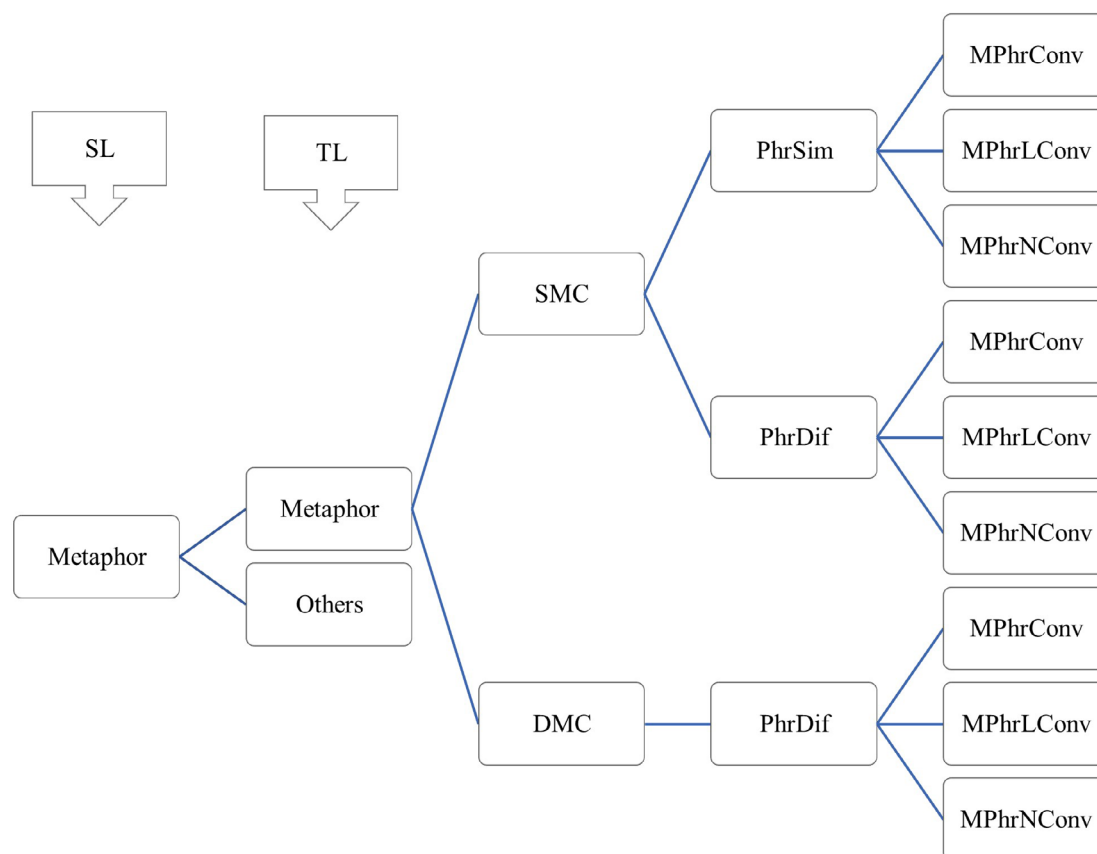 SL
TL
Metaphor
Metaphor
Others
SMC
DMC
PhrSim
PhrDif
PhrDif
MPhrConv
MPhrLConv
MPhrNConv
MPhrConv
MPhrLConv
MPhrNConv
MPhrConv
MPhrLConv
MPhrNConv